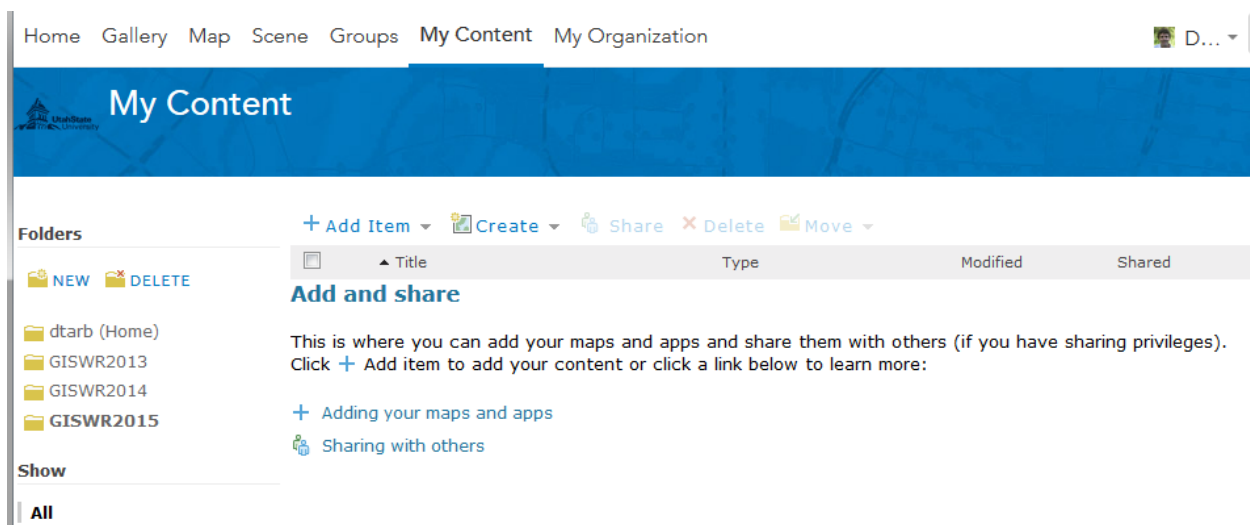 Home Gallery Map Scene Groups My Content My Organization D...
UtahState University
My Content
Folders
NEW DELETE
dtarb (Home)
GISWR2013
GISWR2014
GISWR2015
Show
All
+ Add Item Create Share Delete Move
Title Type Modified Shared
Add and share
This is where you can add your maps and apps and share them with others (if you have sharing privileges).
Click + Add item to add your content or click a link below to learn more:
+ Adding your maps and apps
Sharing with others